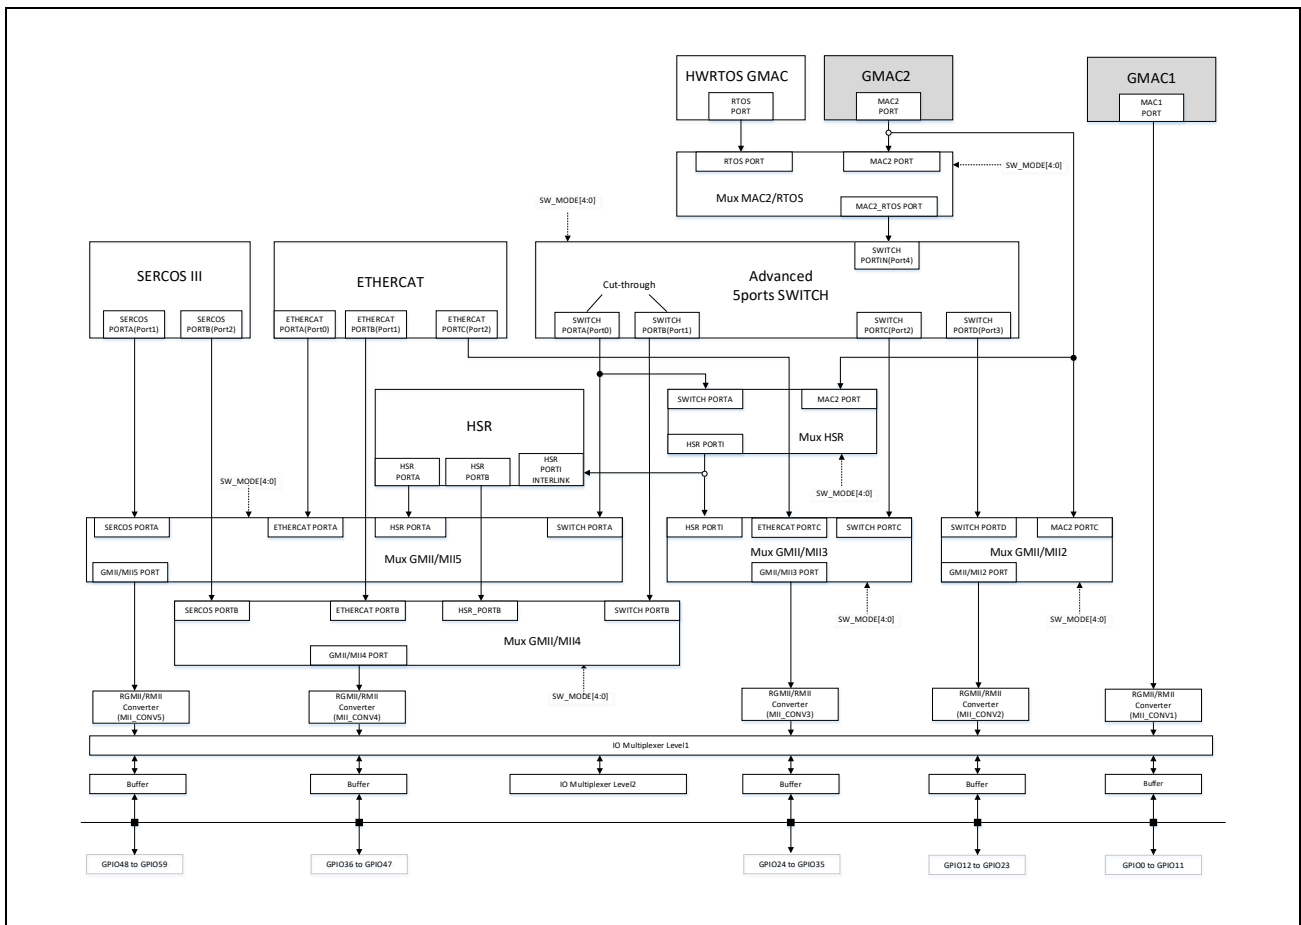 HWRTOS GMAC
RTOS
PORT
GMAC2
MAC2
PORT
GMAC1
MAC1
PORT
RTOS PORT
MAC2 PORT
Mux MAC2/RTOS
MAC2_RTOS PORT
SW_MODE[4:0]
SW_MODE[4:0]
SERCOS III
SERCOS
PORTA(Port1)
SERCOS
PORTB(Port2)
ETHERCAT
ETHERCAT
PORTA(Port0)
ETHERCAT
PORTB(Port1)
ETHERCAT
PORTC(Port2)
SWITCH
PORTIN(Port4)
Advanced
5ports SWITCH
Cut-through
SWITCH
PORTA(Port0)
SWITCH
PORTB(Port1)
SWITCH
PORTC(Port2)
SWITCH
PORTD(Port3)
SWITCH PORTA
MAC2 PORT
Mux HSR
HSR PORTI
SW_MODE[4:0]
HSR
HSR
PORTA
HSR
PORTB
HSR
PORTI
INTERLINK
SW_MODE[4:0]
SERCOS PORTA
ETHERCAT PORTA
HSR PORTA
SWITCH PORTA
Mux GMII/MII5
GMII/MII5 PORT
HSR PORTI
ETHERCAT PORTC
SWITCH PORTC
Mux GMII/MII3
GMII/MII3 PORT
SW_MODE[4:0]
SWITCH PORTD
MAC2 PORTC
Mux GMII/MII2
GMII/MII2 PORT
SW_MODE[4:0]
SERCOS PORTB
ETHERCAT PORTB
HSR_PORTB
SWITCH PORTB
Mux GMII/MII4
GMII/MII4 PORT
SW_MODE[4:0]
RGMII/RMII
Converter
(MII_CONV5)
RGMII/RMII
Converter
(MII_CONV4)
RGMII/RMII
Converter
(MII_CONV3)
RGMII/RMII
Converter
(MII_CONV2)
RGMII/RMII
Converter
(MII_CONV1)
IO Multiplexer Level1
Buffer
Buffer
IO Multiplexer Level2
Buffer
Buffer
Buffer
GPIO48 to GPIO59
GPIO36 to GPIO47
GPIO24 to GPIO35
GPIO12 to GPIO23
GPIO0 to GPIO11